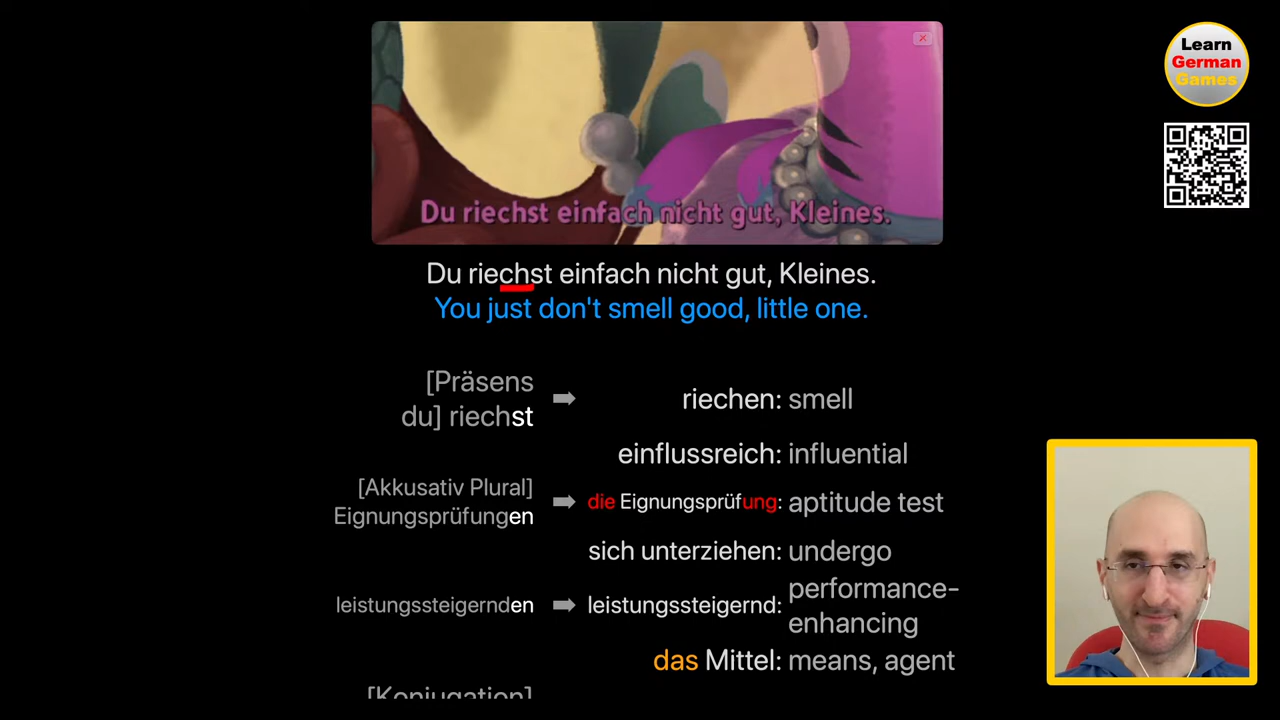 Learn
German
Games
Du riechst einfach nicht gut, Kleines.
Du riechst einfach nicht gut, Kleines.
You just don't smell good, little one.
[Präsens
du] riechst ➡ riechen: smell
einflussreich: influential
[Akkusativ Plural]
Eignungsprüfungen ➡ die Eignungsprüfung: aptitude test
sich unterziehen: undergo
leistungssteigernden ➡ leistungssteigernd: performance-
enhancing
das Mittel: means, agent
[Konjugation]